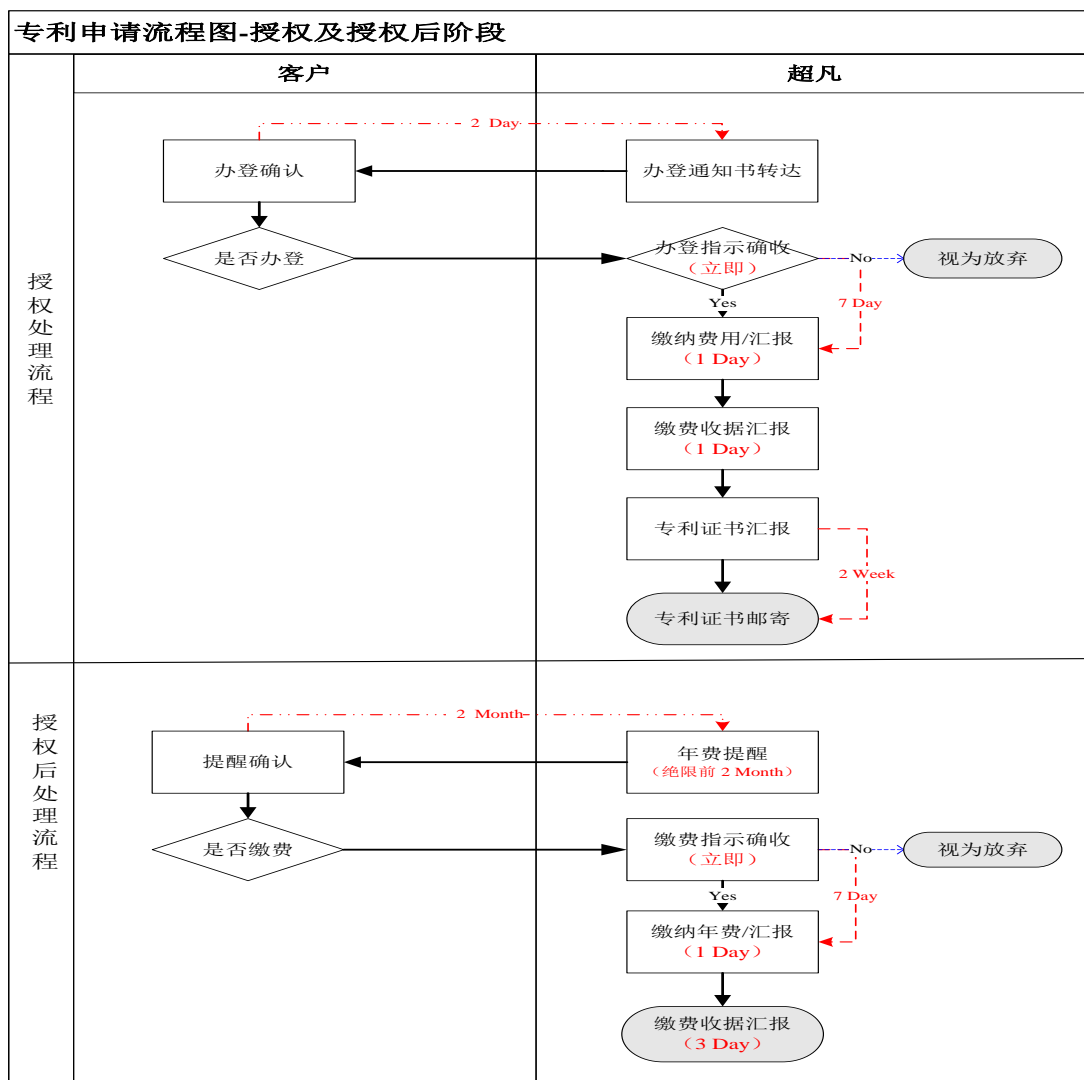 专利申请流程图-授权及授权后阶段
客户
超凡
授权处理流程
2 Day
办登确认
办登通知书转达
是否办登
办登指示确收
（立即）
No
视为放弃
Yes
7 Day
缴纳费用/汇报
（1 Day）
缴费收据汇报
（1 Day）
专利证书汇报
2 Week
专利证书邮寄
授权后处理流程
2 Month
提醒确认
年费提醒
（绝限前 2 Month）
是否缴费
缴费指示确收
（立即）
No
视为放弃
Yes
7 Day
缴纳年费/汇报
（1 Day）
缴费收据汇报
（3 Day）